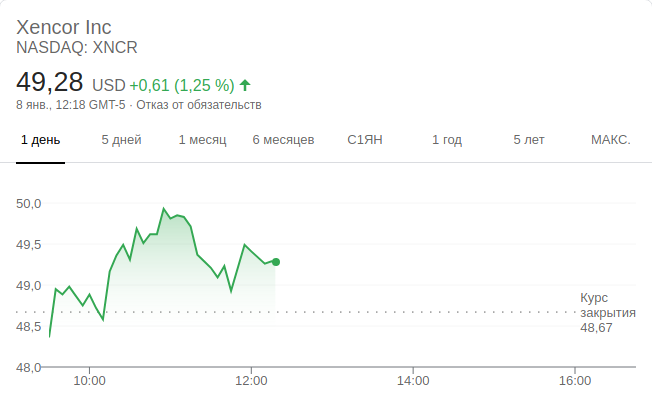 Xencor Inc
NASDAQ: XNCR
49,28 USD +0,61 (1,25 %)
8 янв., 12:18 GMT-5 · Отказ от обязательств
1 день 5 дней 1 месяц 6 месяцев С1ЯН 1 год 5 лет МАКС.
50,0
49,5
49,0
48,5
48,0
Курс
закрытия
48,67
10:00 12:00 14:00 16:00